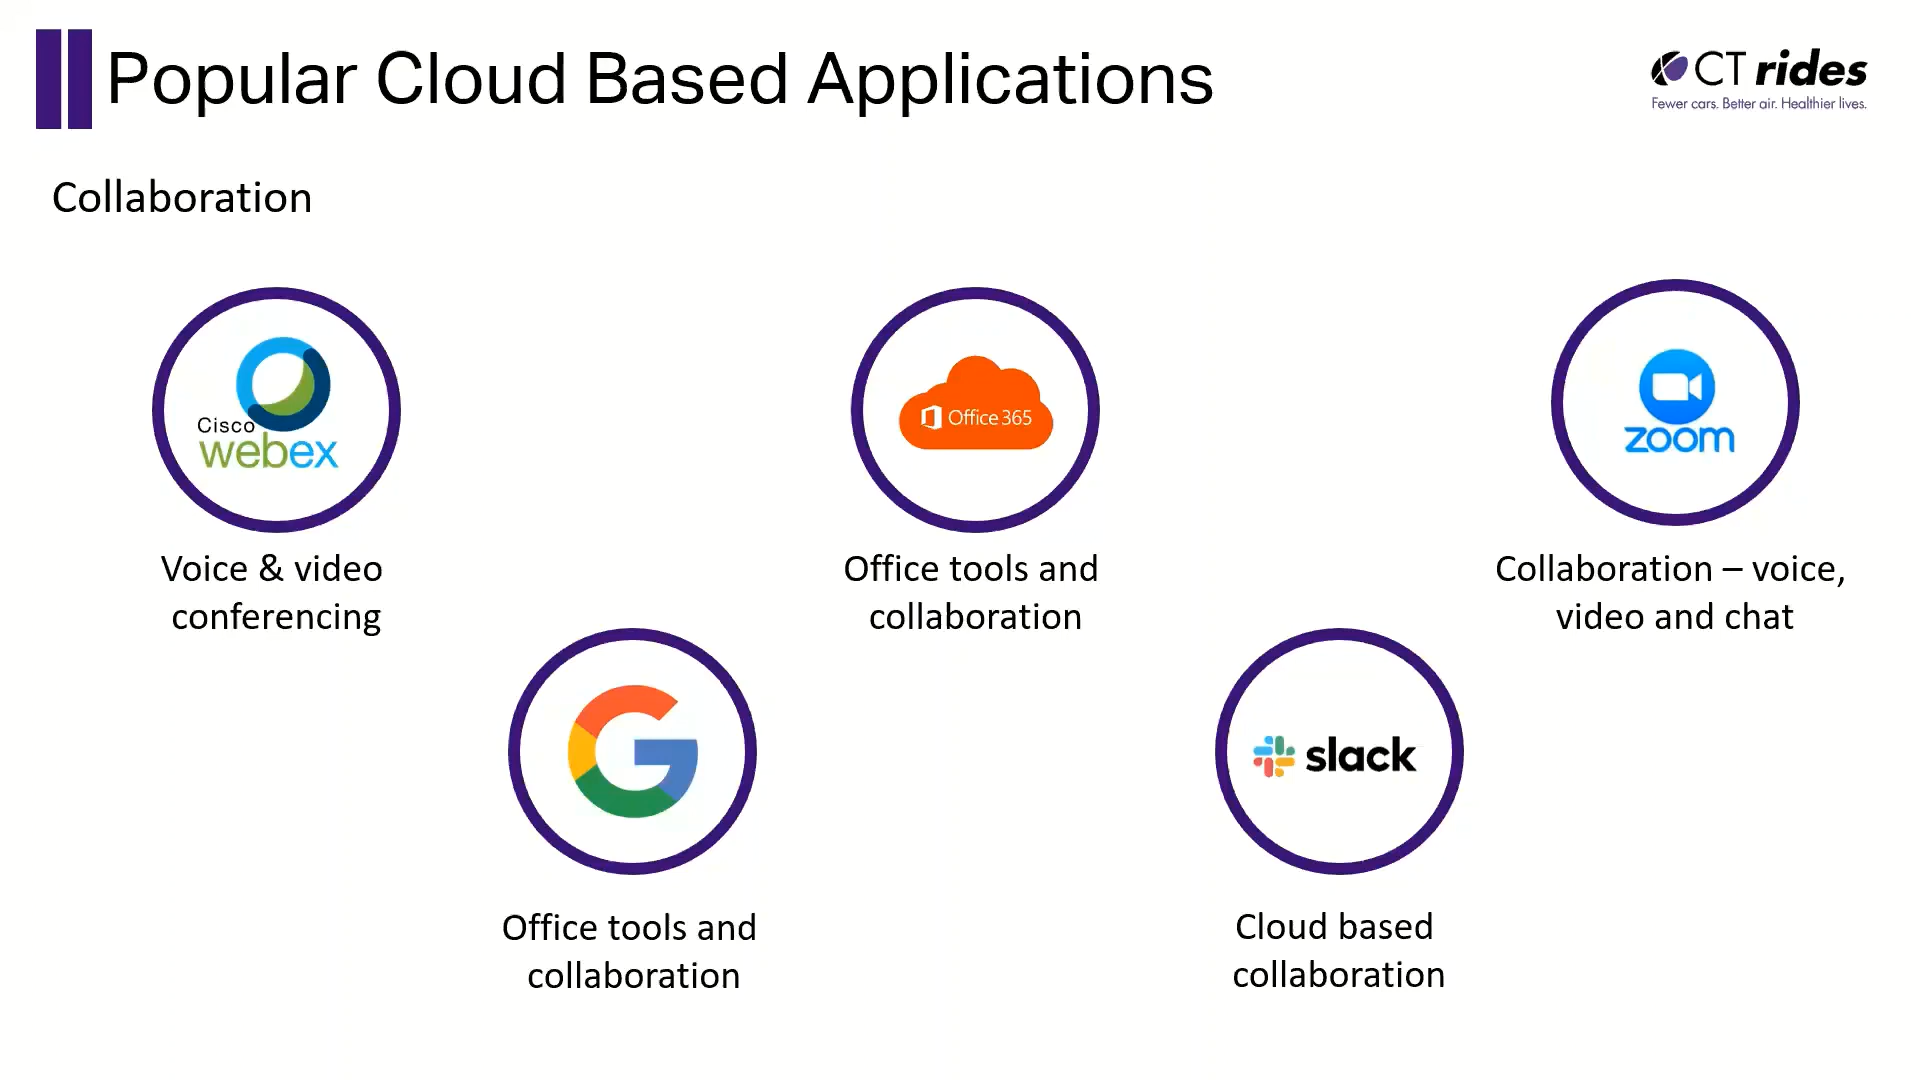 Popular Cloud Based Applications
CT rides
Fewer cars. Better air. Healthier lives.
Collaboration
Cisco
webex
Voice & video
conferencing
Office 365
Office tools and
collaboration
zoom
Collaboration – voice,
video and chat
G
Office tools and
collaboration
slack
Cloud based
collaboration